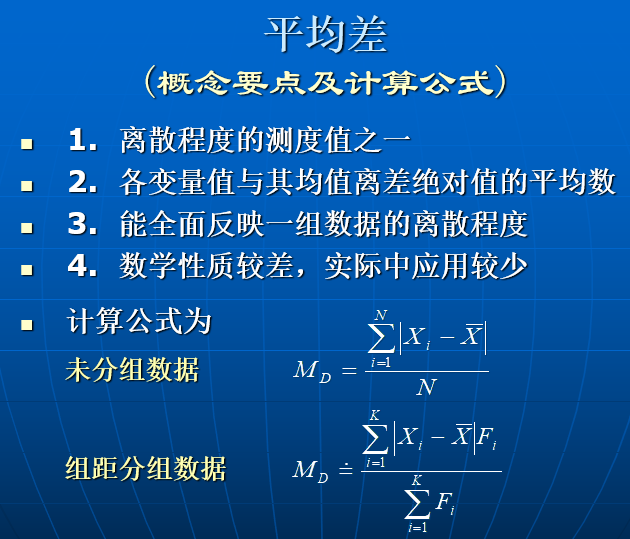 平均差
(概念要点及计算公式)
1. 离散程度的测度值之一
2. 各变量值与其均值离差绝对值的平均数
3. 能全面反映一组数据的离散程度
4. 数学性质较差，实际中应用较少
计算公式为
未分组数据 $M_D = \frac{\sum_{i=1}^{N} |X_i - \overline{X}|}{N}$
组距分组数据 $M_D \doteq \frac{\sum_{i=1}^{K} |X_i - \overline{X}| F_i}{\sum_{i=1}^{K} F_i}$